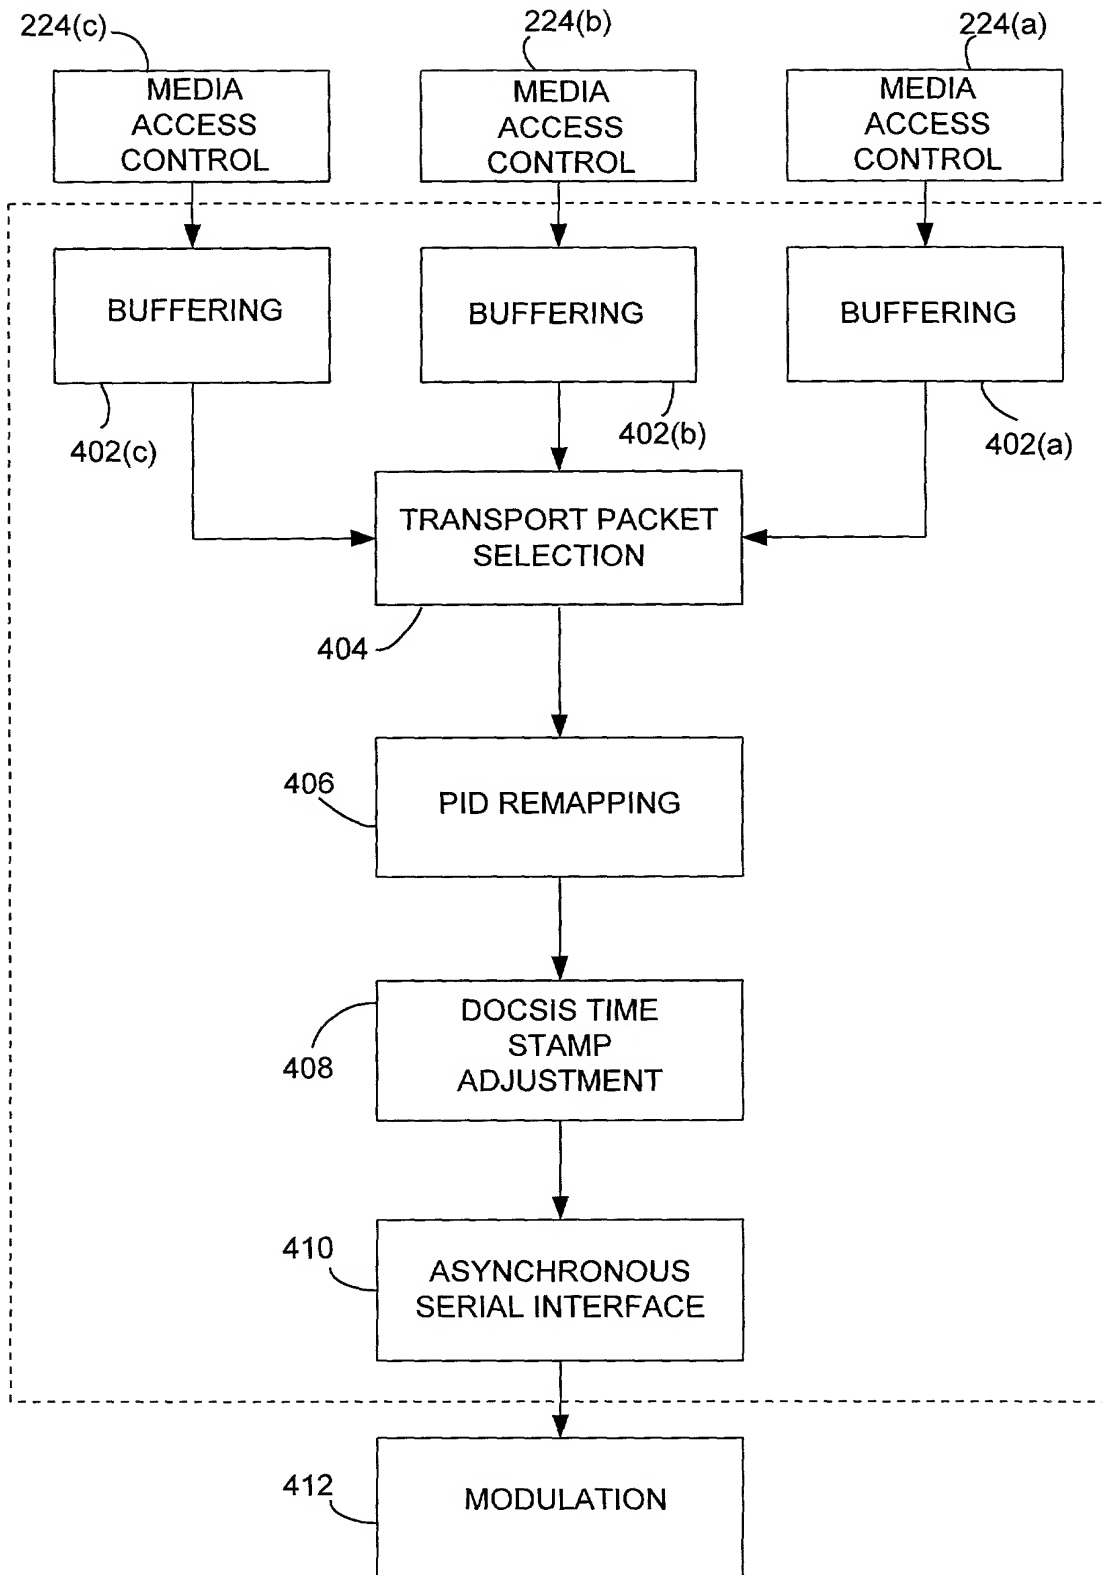 224(c)
224(b)
224(a)
MEDIA
ACCESS
CONTROL
MEDIA
ACCESS
CONTROL
MEDIA
ACCESS
CONTROL
BUFFERING
BUFFERING
BUFFERING
402(c)
402(b)
402(a)
TRANSPORT PACKET
SELECTION
404
406
PID REMAPPING
DOCSIS TIME
STAMP
ADJUSTMENT
408
410
ASYNCHRONOUS
SERIAL INTERFACE
412
MODULATION